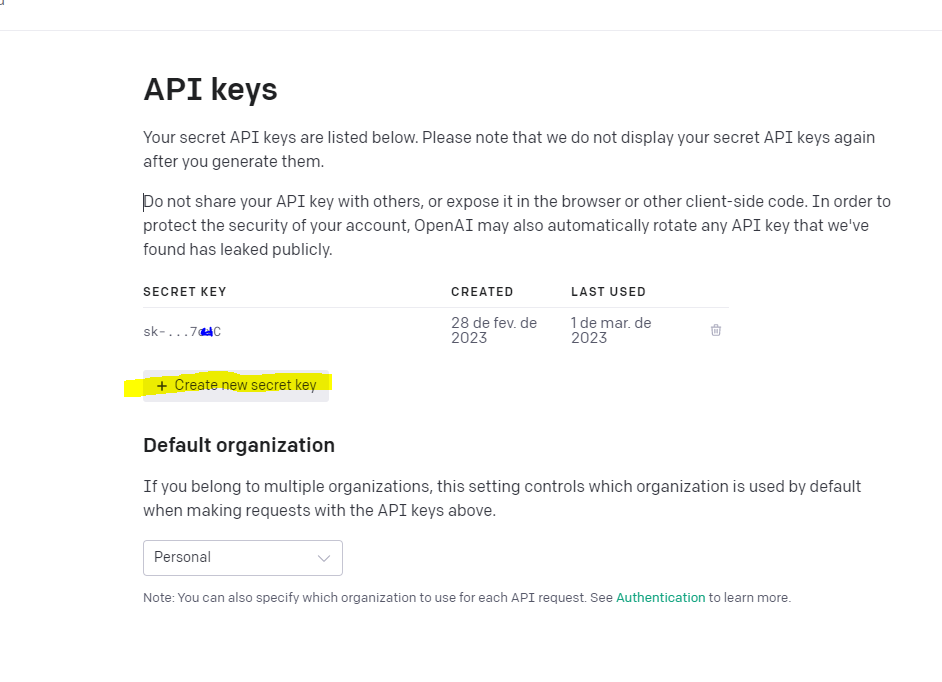 API keys
Your secret API keys are listed below. Please note that we do not display your secret API keys again
after you generate them.
Do not share your API key with others, or expose it in the browser or other client-side code. In order to
protect the security of your account, OpenAI may also automatically rotate any API key that we've
found has leaked publicly.
SECRET KEY CREATED LAST USED
28 de fev. de 1 de mar. de
2023 2023
+ Create new secret key
Default organization
If you belong to multiple organizations, this setting controls which organization is used by default
when making requests with the API keys above.
Personal
Note: You can also specify which organization to use for each API request. See Authentication to learn more.